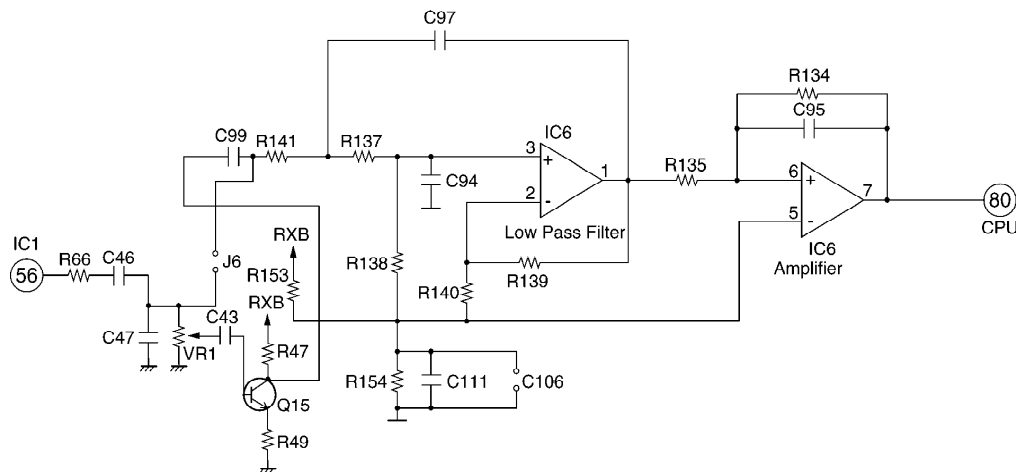 C97
R134
C95
C99
R141
R137
IC6
3
+
1
R135
6
+
7
80
CPU
C94
2
-
5
-
Low Pass Filter
IC6
Amplifier
IC1
56
R66
C46
J6
RXB
R153
R138
R139
R140
RXB
C47
VR1
C43
R47
R154
C111
C106
Q15
R49